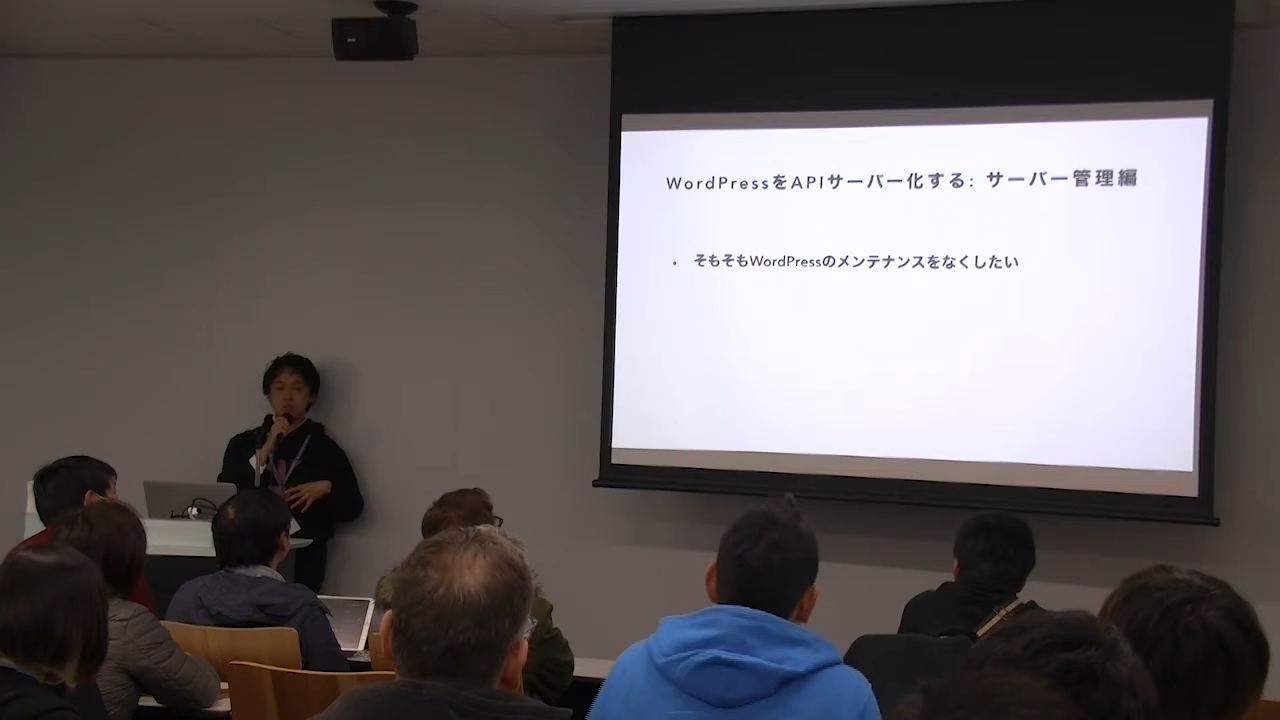 WordPressをAPIサーバー化する: サーバー管理編
• そもそもWordPressのメンテナンスをなくしたい